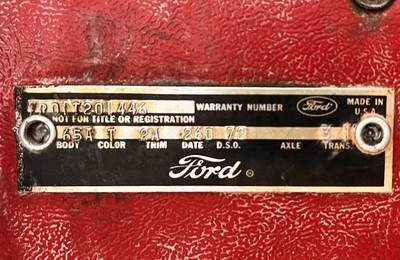 7R01T201446 WARRANTY NUMBER Ford MADE IN U.S.A.
NOT FOR TITLE OR REGISTRATION
65A T 2A 26D 73
BODY COLOR TRIM DATE D.S.O. AXLE TRANS.
Ford